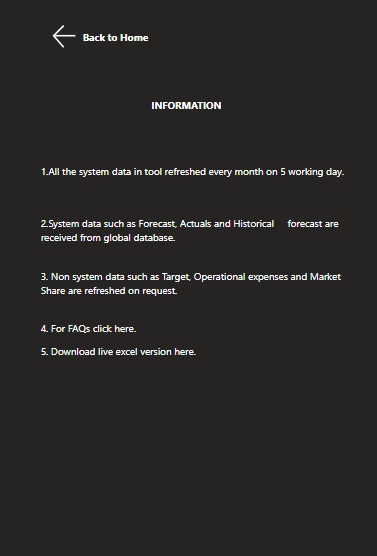 Back to Home
INFORMATION
1.All the system data in tool refreshed every month on 5 working day.
2.System data such as Forecast, Actuals and Historical forecast are
received from global database.
3. Non system data such as Target, Operational expenses and Market
Share are refreshed on request.
4. For FAQs click here.
5. Download live excel version here.